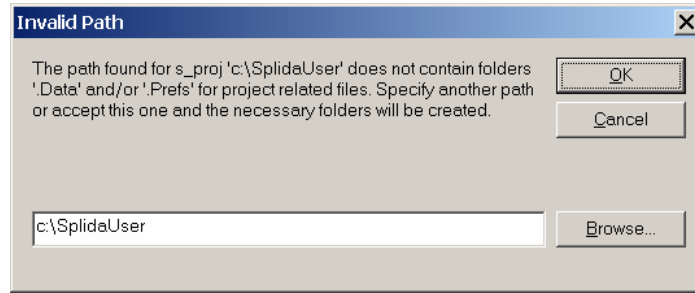 Invalid Path
The path found for s_proj 'c:\SplidaUser' does not contain folders
'.Data' and/or '.Prefs' for project related files. Specify another path
or accept this one and the necessary folders will be created.
OK
Cancel
c:\SplidaUser
Browse...